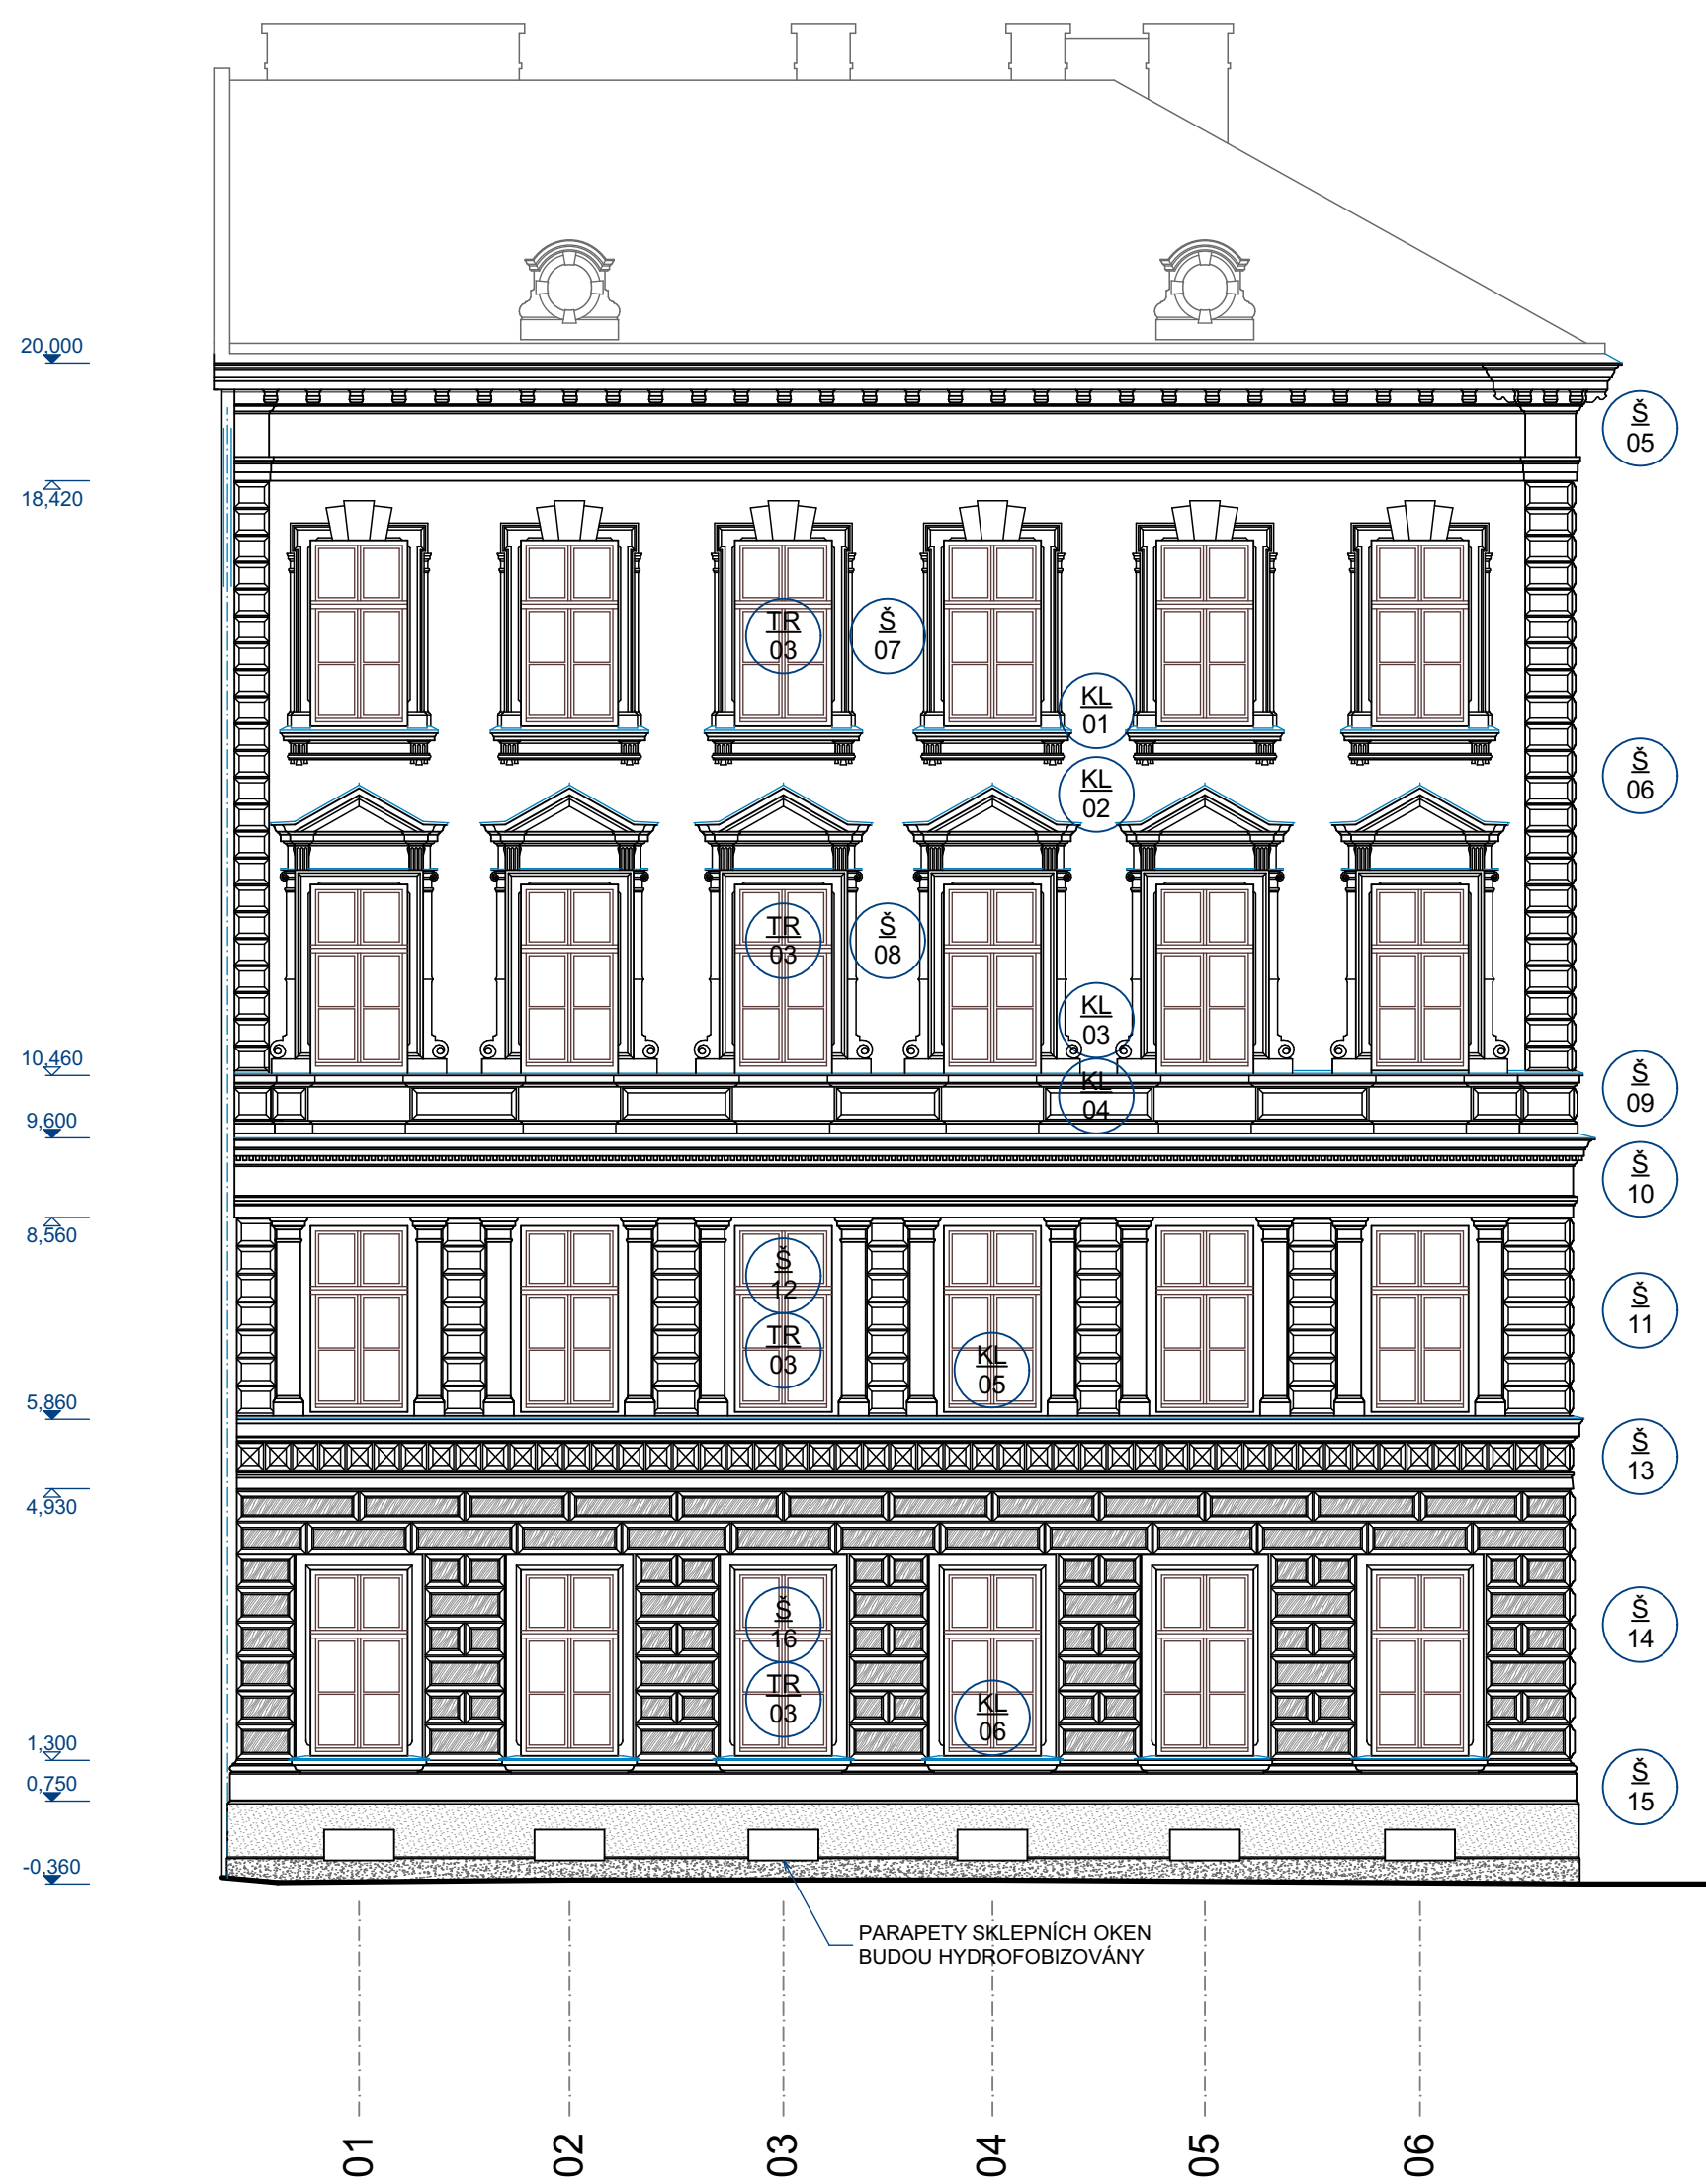 20,000
Š
05
18,420
TR
03
Š
07
KL
01
Š
06
KL
02
TR
03
Š
08
KL
03
10,460
Š
09
KL
04
9,600
Š
10
8,560
Š
12
Š
11
TR
03
KL
05
5,860
Š
13
4,930
Š
16
Š
14
TR
03
KL
06
1,300
0,750
Š
15
-0,360
PARAPETY SKLEPNÍCH OKEN
BUDOU HYDROFOBIZOVÁNY
01
02
03
04
05
06